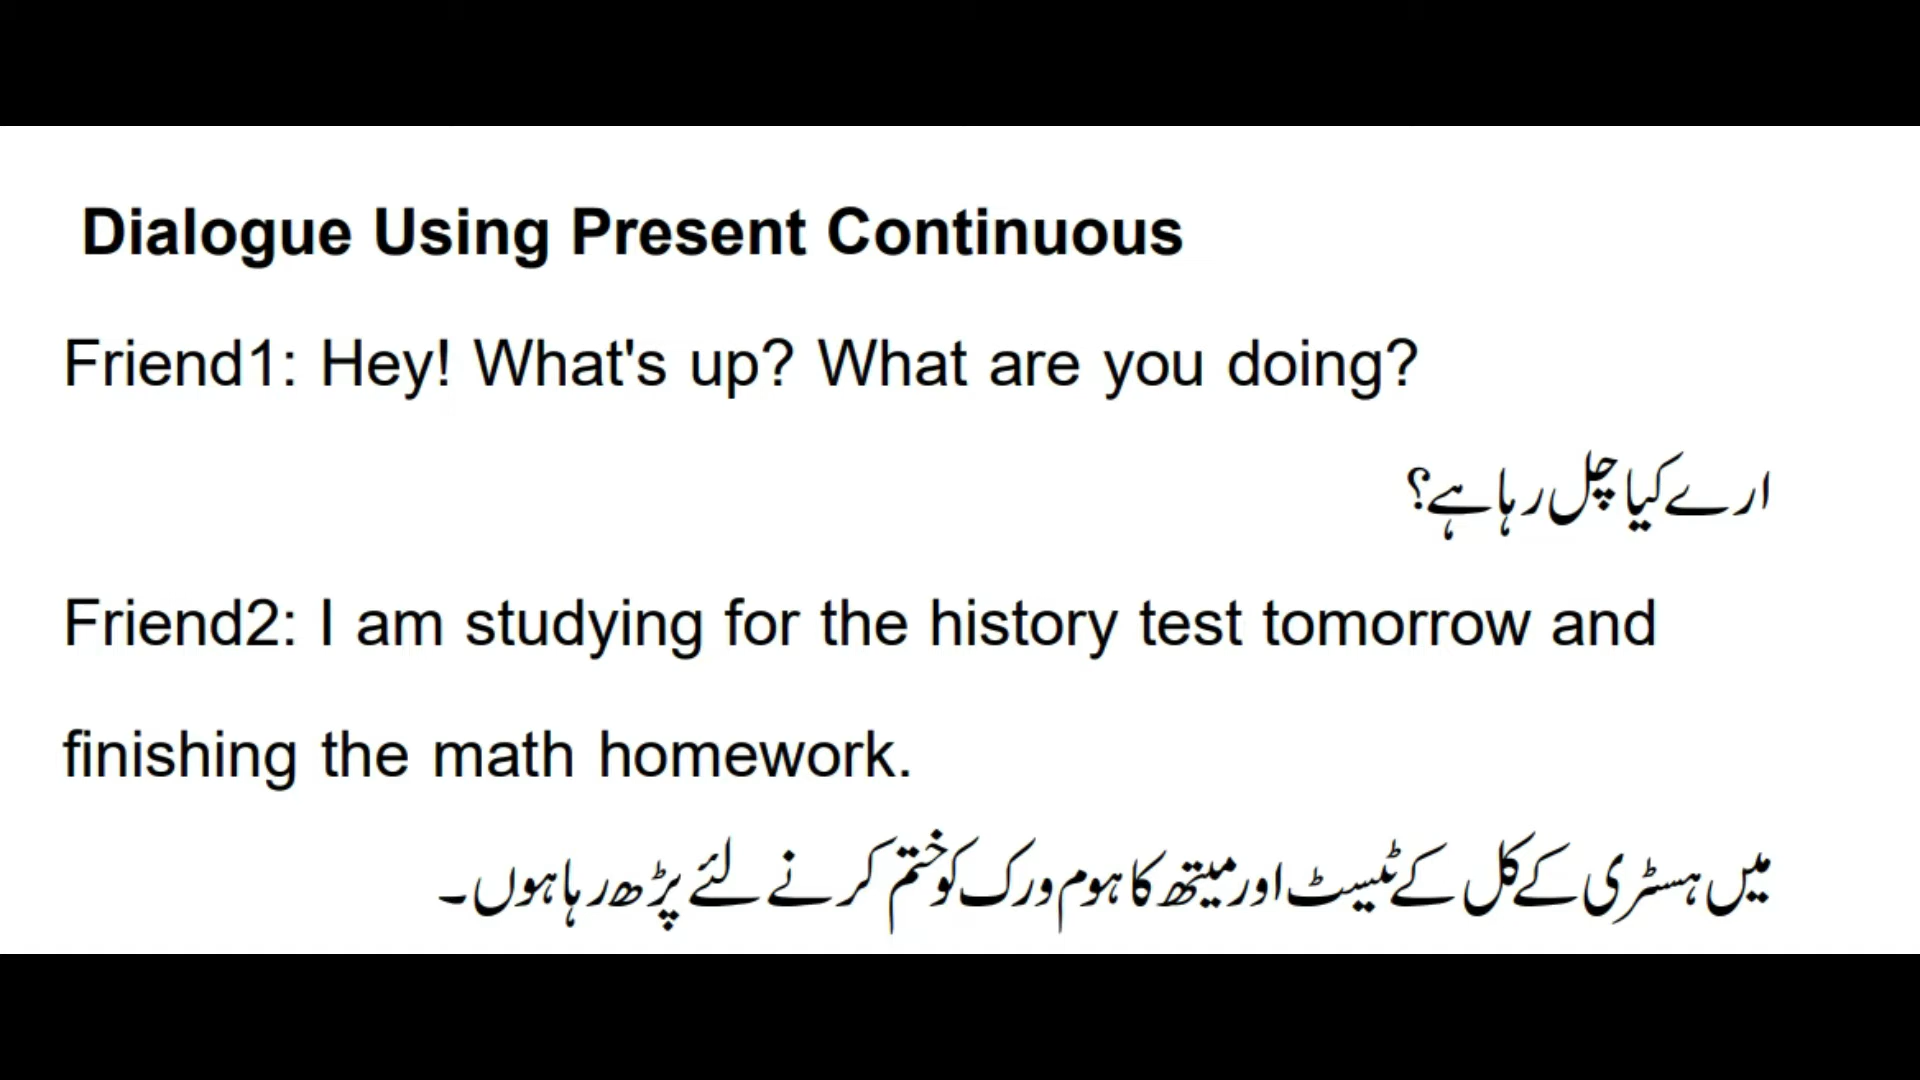 Dialogue Using Present Continuous
Friend1: Hey! What's up? What are you doing?
ارے کیا چل رہا ہے؟
Friend2: I am studying for the history test tomorrow and
finishing the math homework.
میں ہسٹری کے کل کے ٹیسٹ اور میتھ کا ہوم ورک کو ختم کرنے لئے پڑھ رہا ہوں۔